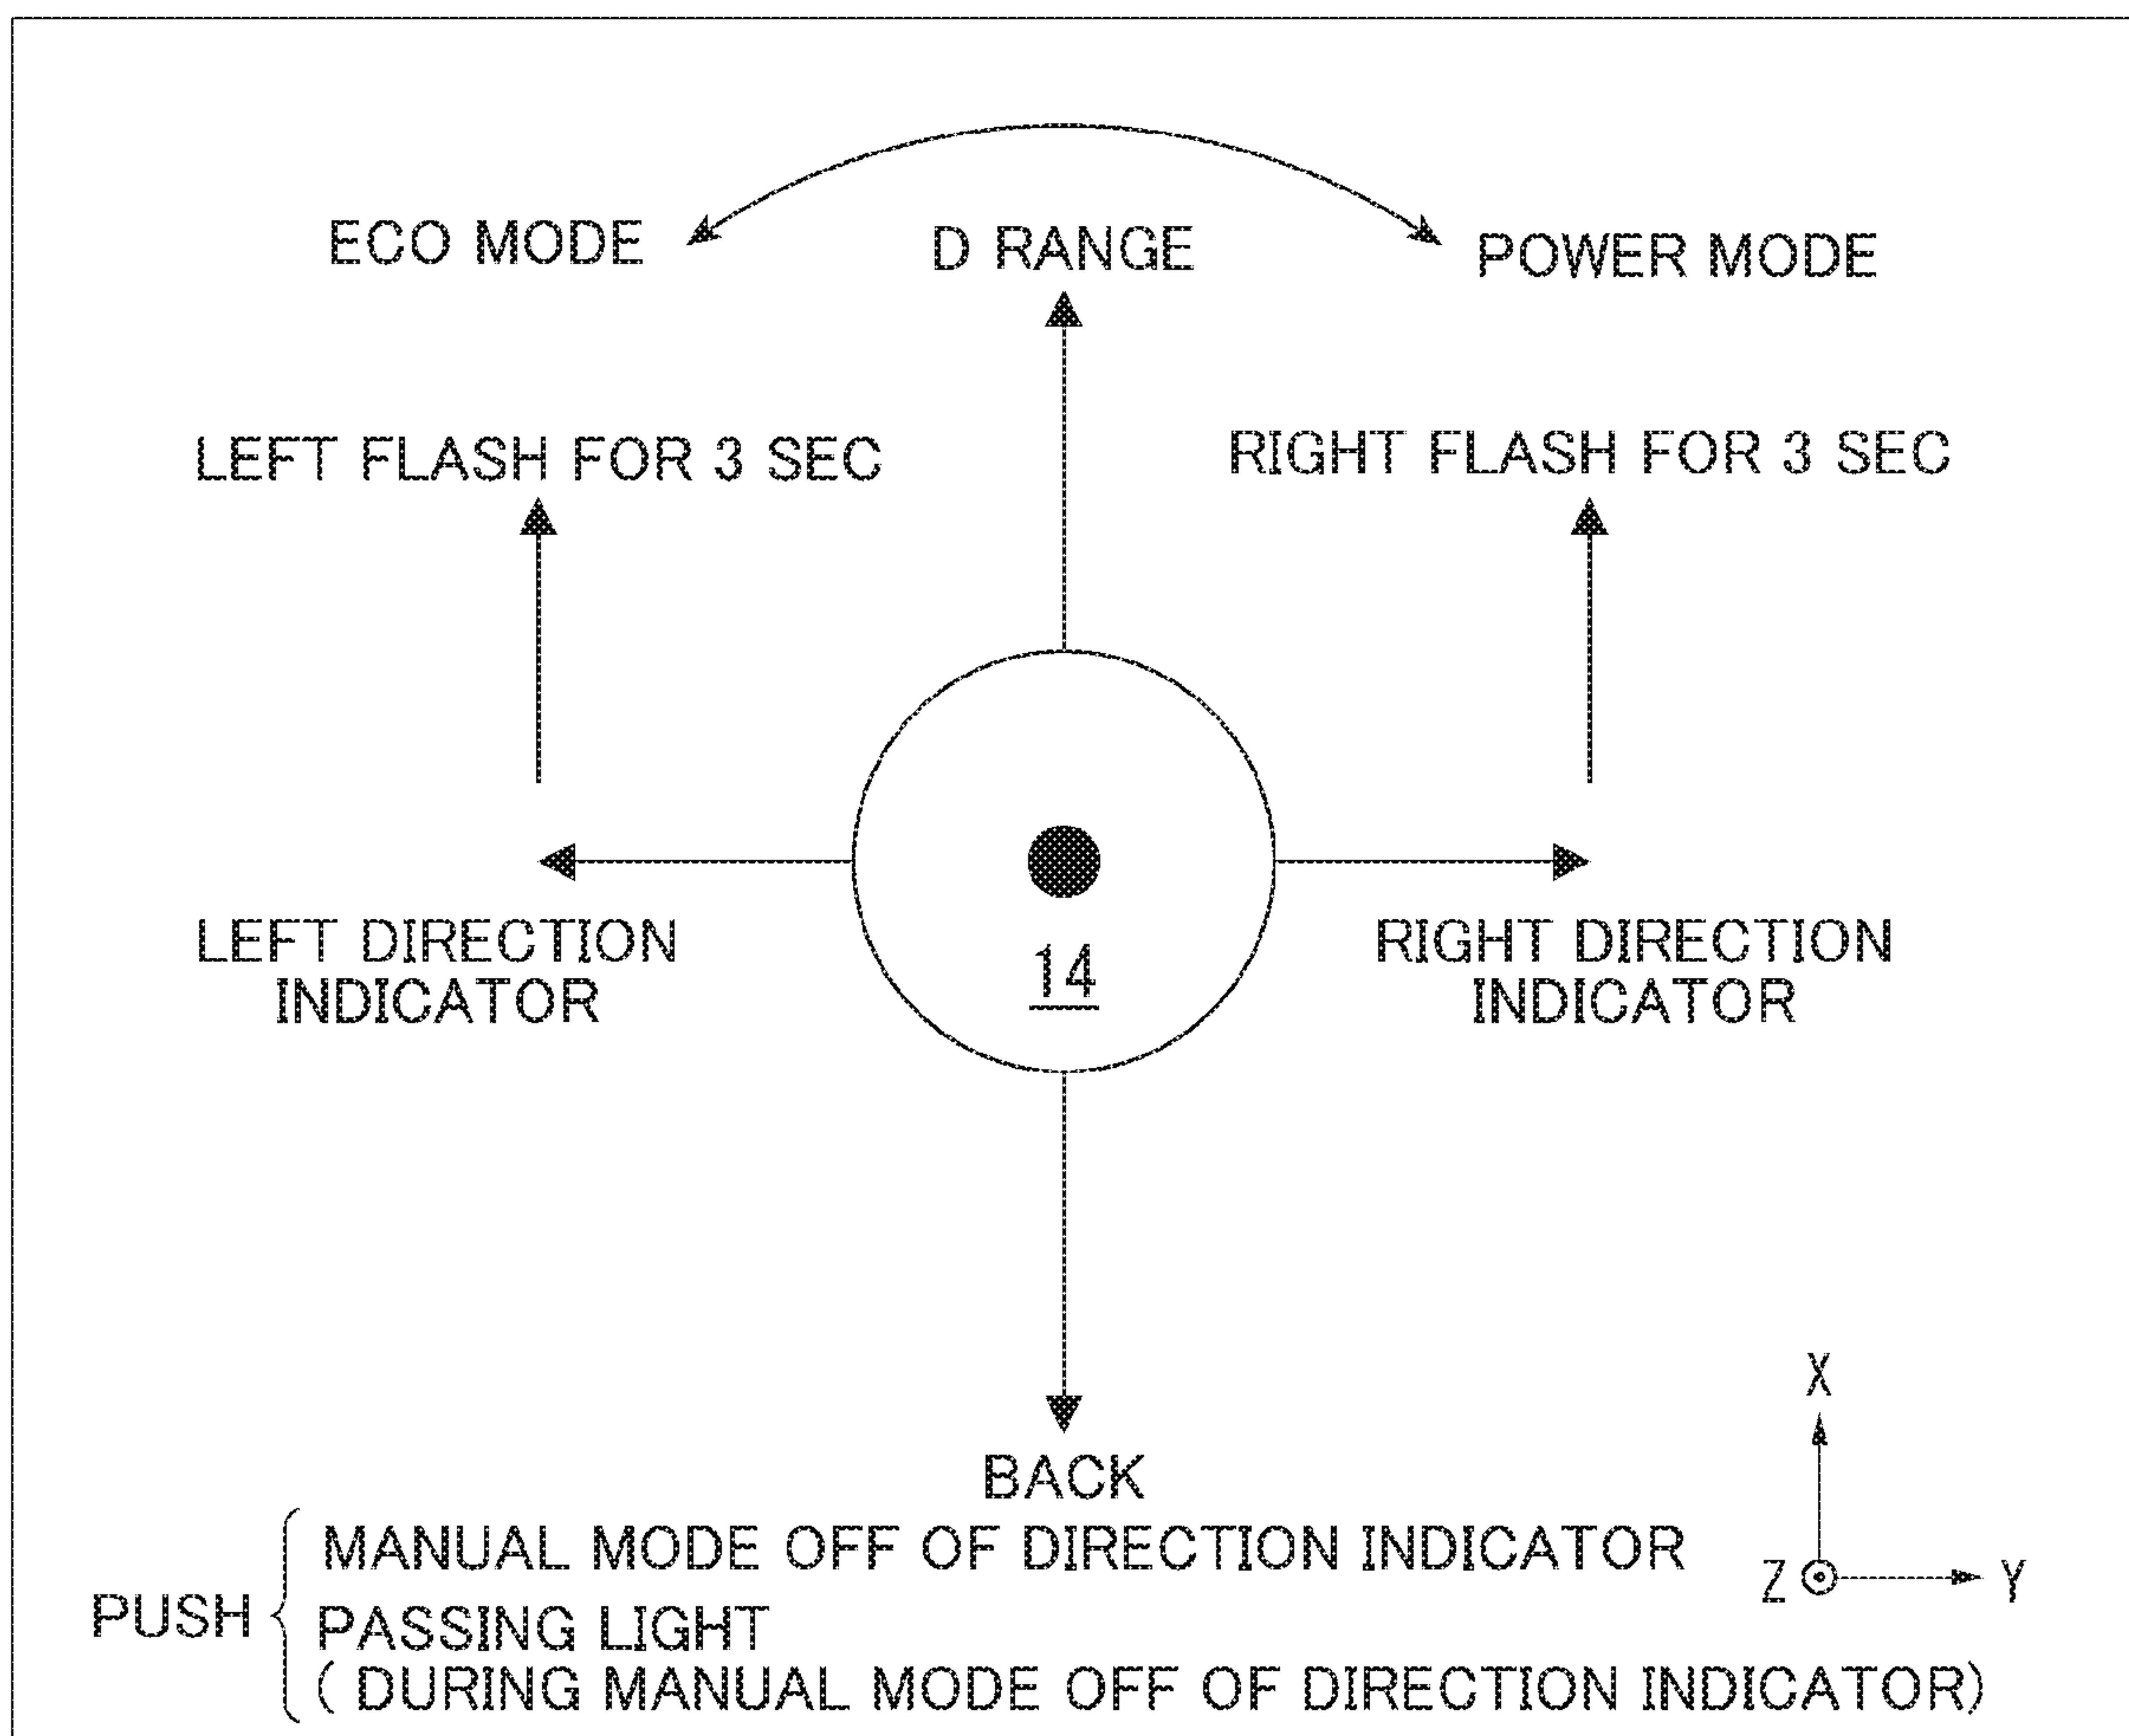 ECO MODE
D RANGE
POWER MODE
LEFT FLASH FOR 3 SEC
RIGHT FLASH FOR 3 SEC
LEFT DIRECTION
INDICATOR
14
RIGHT DIRECTION
INDICATOR
BACK
PUSH
MANUAL MODE OFF OF DIRECTION INDICATOR
PASSING LIGHT
( DURING MANUAL MODE OFF OF DIRECTION INDICATOR)
X
Z
Y